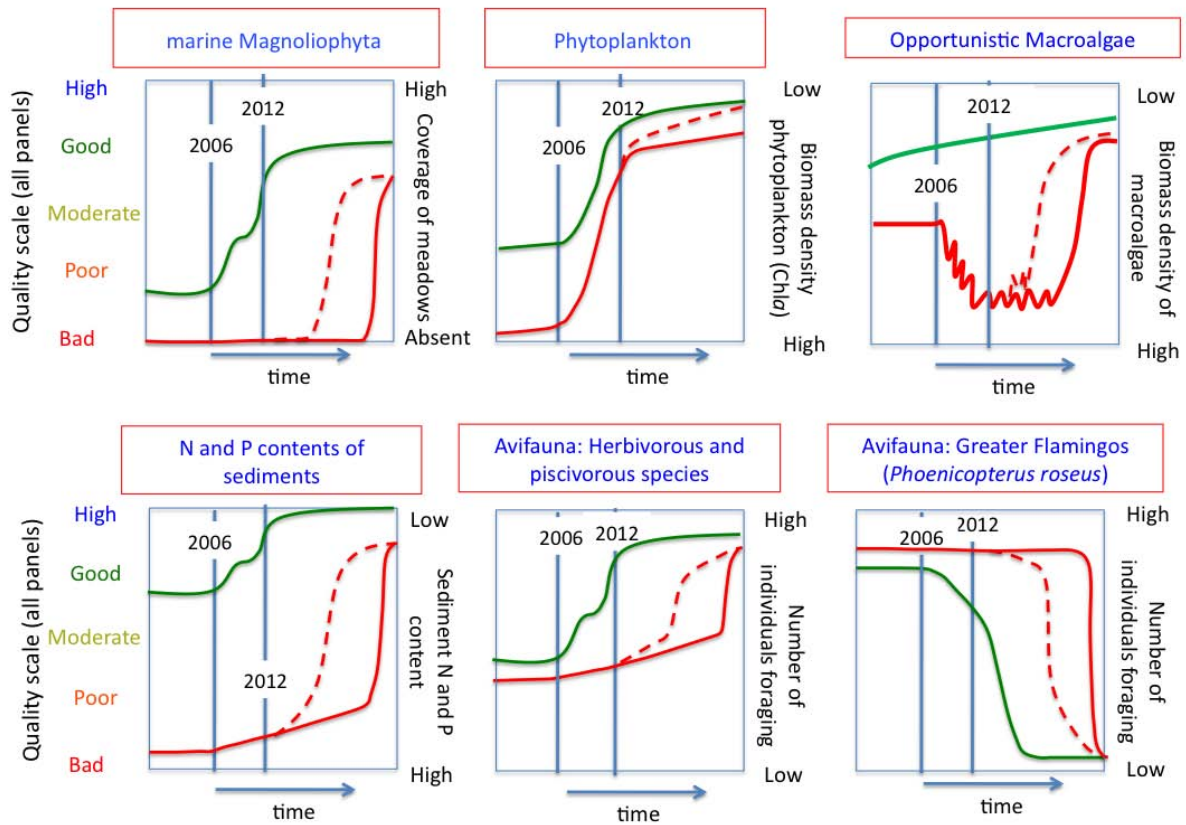 marine Magnoliophyta
Phytoplankton
Opportunistic Macroalgae
Quality scale (all panels)
High
Good
Moderate
Poor
Bad
2006
2012
High
Coverage of meadows
Absent
time
2006
2012
Low
Biomass density
phytoplankton (Chla)
High
time
2006
2012
Low
Biomass density of
macroalgae
High
time
N and P contents of
sediments
Avifauna: Herbivorous and
piscivorous species
Avifauna: Greater Flamingos
(Phoenicopterus roseus)
Quality scale (all panels)
High
Good
Moderate
Poor
Bad
2006
2012
Low
Sediment N and P
content
High
time
2006
2012
High
Number of
individuals foraging
Low
time
2006
2012
High
Number of
individuals foraging
Low
time